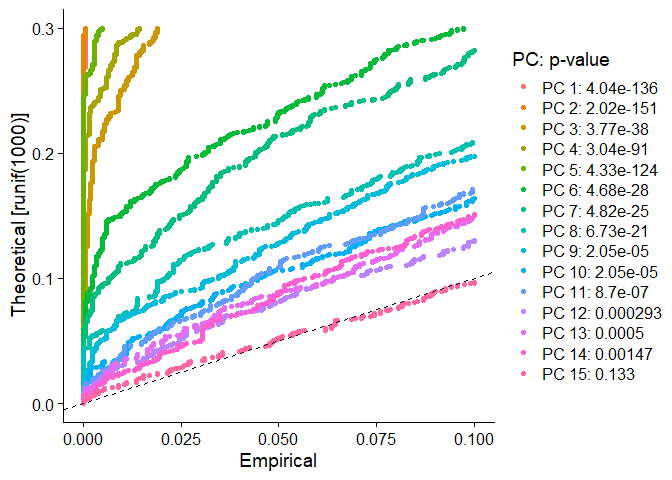 0.3
0.2
0.1
0.0
Theoretical [runif(1000)]
0.000
0.025
0.050
0.075
0.100
Empirical
PC: p-value
PC 1: 4.04e-136
PC 2: 2.02e-151
PC 3: 3.77e-38
PC 4: 3.04e-91
PC 5: 4.33e-124
PC 6: 4.68e-28
PC 7: 4.82e-25
PC 8: 6.73e-21
PC 9: 2.05e-05
PC 10: 2.05e-05
PC 11: 8.7e-07
PC 12: 0.000293
PC 13: 0.0005
PC 14: 0.00147
PC 15: 0.133